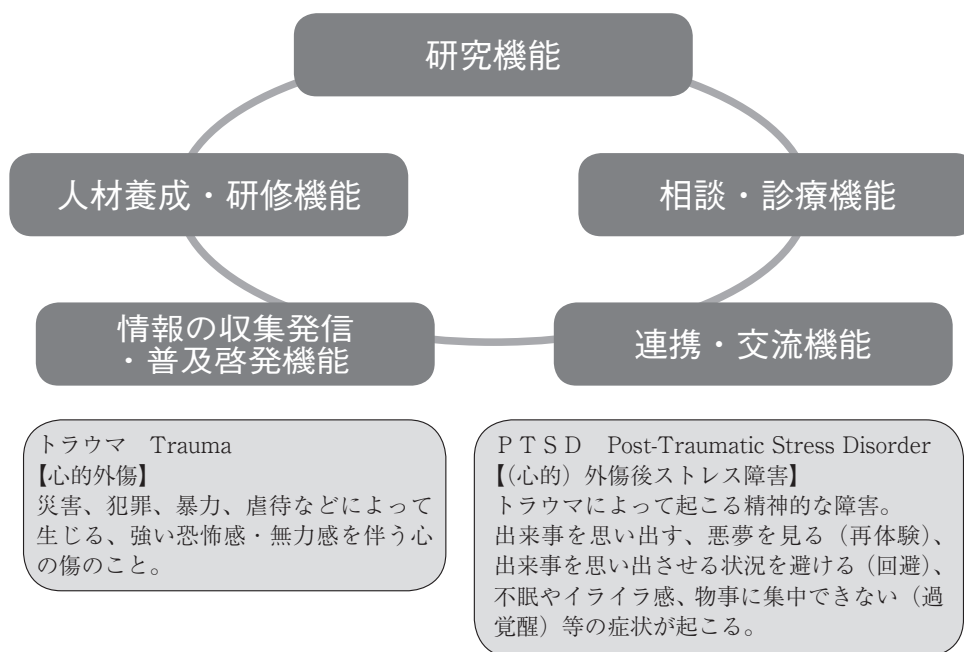 研究機能
人材養成・研修機能
相談・診療機能
情報の収集発信
・普及啓発機能
連携・交流機能
トラウマ　Trauma
【心的外傷】
災害、犯罪、暴力、虐待などによって
生じる、強い恐怖感・無力感を伴う心
の傷のこと。
ＰＴＳＤ　Post-Traumatic Stress Disorder
【(心的）外傷後ストレス障害】
トラウマによって起こる精神的な障害。
出来事を思い出す、悪夢を見る（再体験）、
出来事を思い出させる状況を避ける（回避）、
不眠やイライラ感、物事に集中できない（過
覚醒）等の症状が起こる。